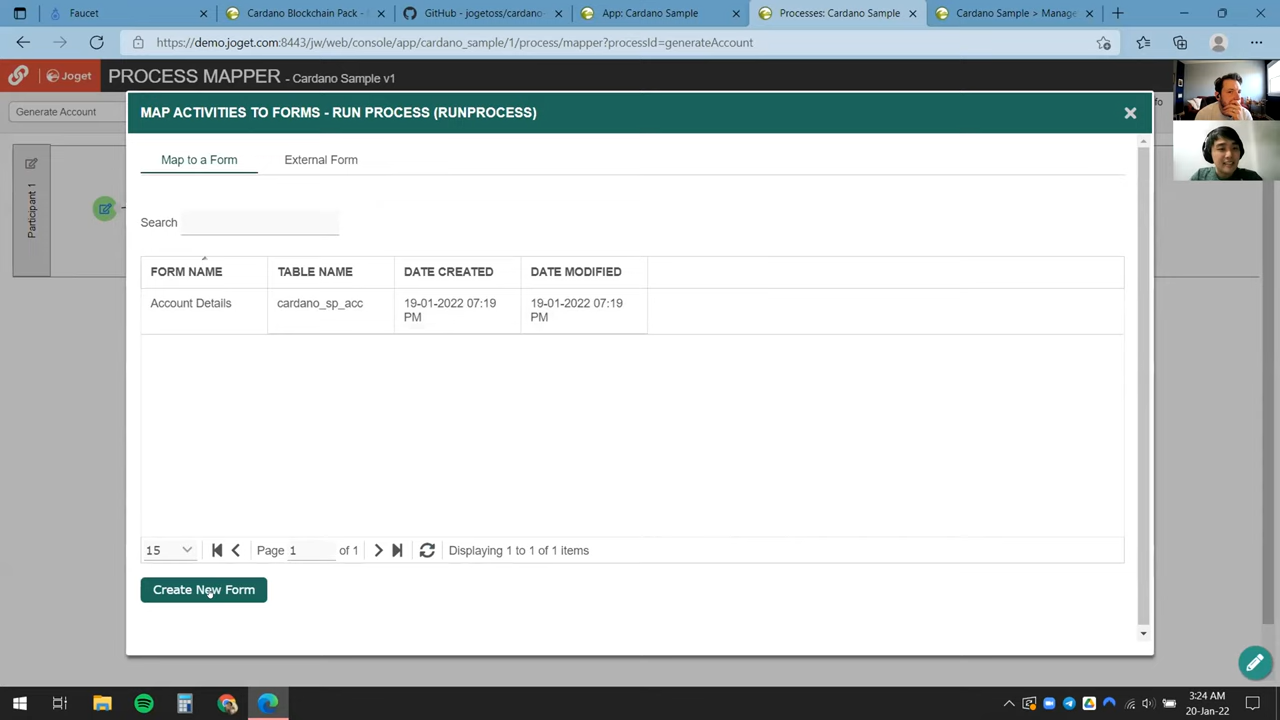 Faucet
Cardano Blockchain Pack -
GitHub - jogetoss/cardano
App: Cardano Sample
Processes: Cardano Sample
Cardano Sample > Manage
https://demo.joget.com:8443/jw/web/console/app/cardano_sample/1/process/mapper?processId=generateAccount
Joget PROCESS MAPPER - Cardano Sample v1
Generate Account
MAP ACTIVITIES TO FORMS - RUN PROCESS (RUNPROCESS)
Map to a Form
External Form
Participant 1
Search
FORM NAME TABLE NAME DATE CREATED DATE MODIFIED
Account Details cardano_sp_acc 19-01-2022 07:19 PM 19-01-2022 07:19 PM
15 Page 1 of 1 Displaying 1 to 1 of 1 items
Create New Form
3:24 AM
20-Jan-22